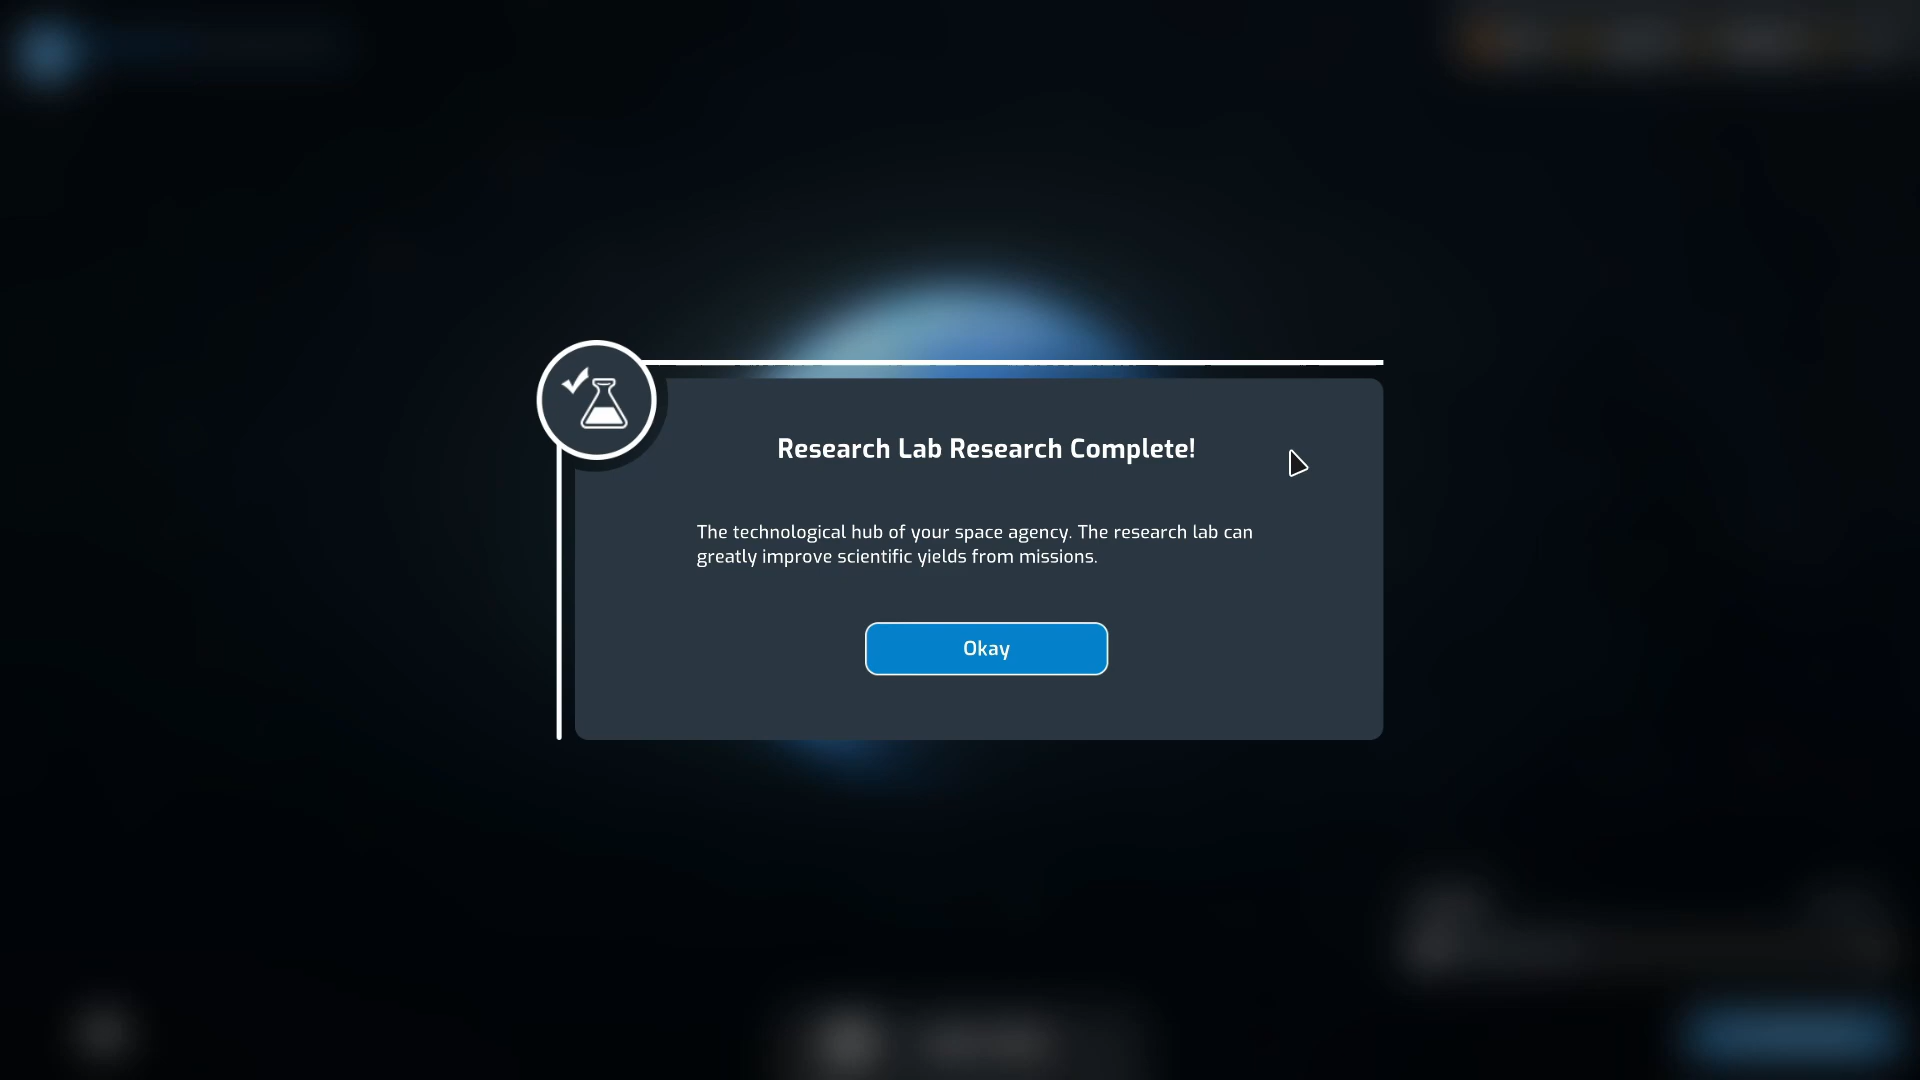 Research Lab Research Complete!
The technological hub of your space agency. The research lab can
greatly improve scientific yields from missions.
Okay